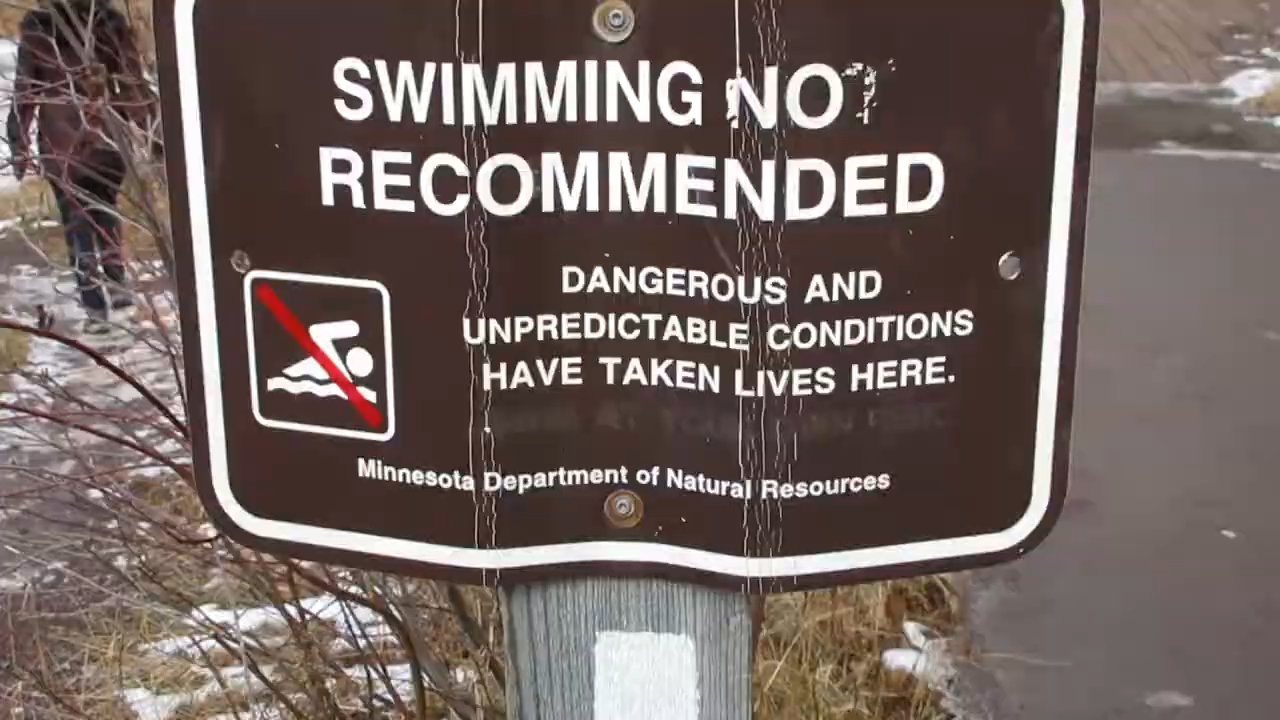 SWIMMING NOT
RECOMMENDED
DANGEROUS AND
UNPREDICTABLE CONDITIONS
HAVE TAKEN LIVES HERE.
Minnesota Department of Natural Resources